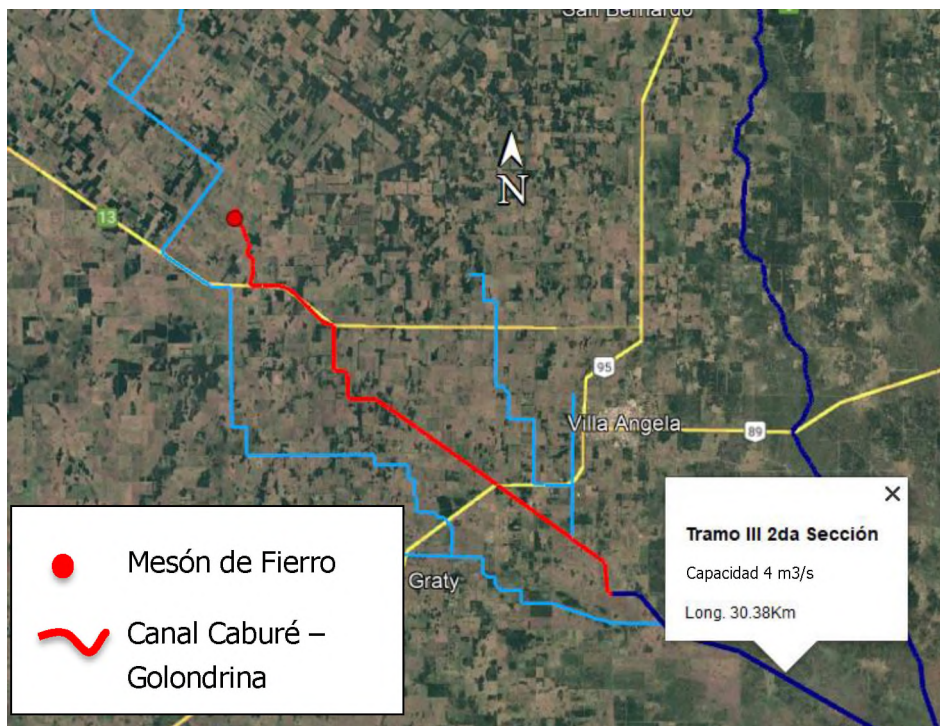 San Bernardo
N
13
95
Villa Angela
89
Graty
Tramo III 2da Sección
Capacidad 4 m3/s
Long. 30.38Km
Mesón de Fierro
Canal Caburé –
Golondrina